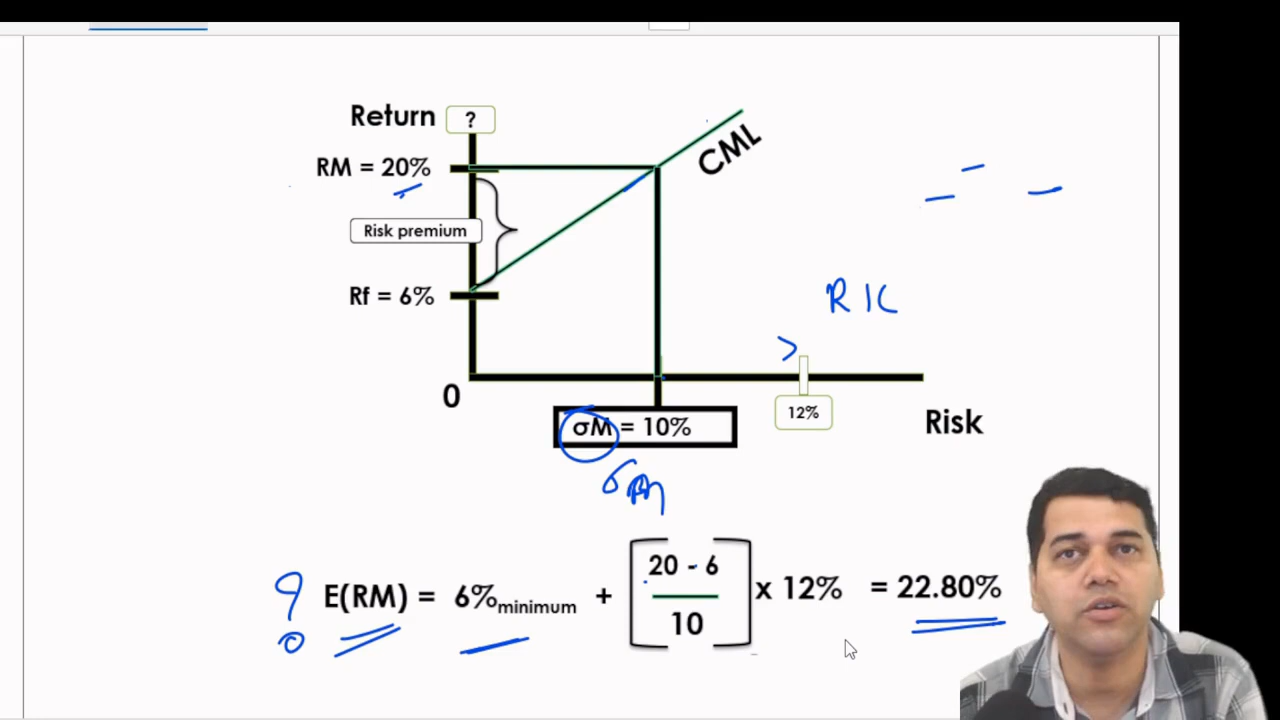 Return ?
RM = 20%
CML
Risk premium
Rf = 6%
R K
>
0
12%
σM = 10%
Risk
σm
? E(RM) = 6% minimum + [ 20 - 6 / 10 ] x 12% = 22.80%